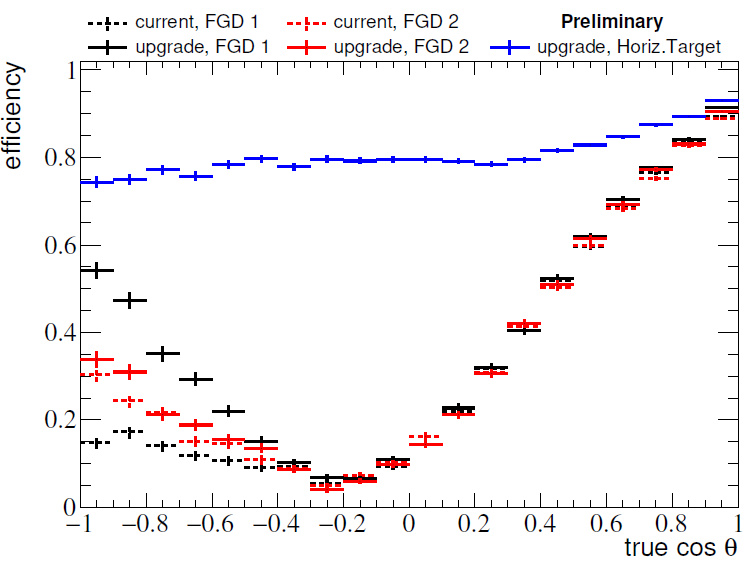 current, FGD 1 current, FGD 2 Preliminary
upgrade, FGD 1 upgrade, FGD 2 upgrade, Horiz.Target
efficiency
1
0.8
0.6
0.4
0.2
0
−1 −0.8 −0.6 −0.4 −0.2 0 0.2 0.4 0.6 0.8 1
true cos θ